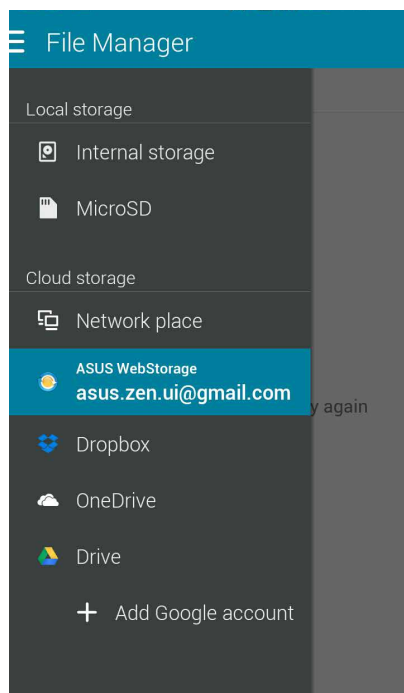 File Manager
Local storage
Internal storage
MicroSD
Cloud storage
Network place
ASUS WebStorage
asus.zen.ui@gmail.com
y again
Dropbox
OneDrive
Drive
Add Google account